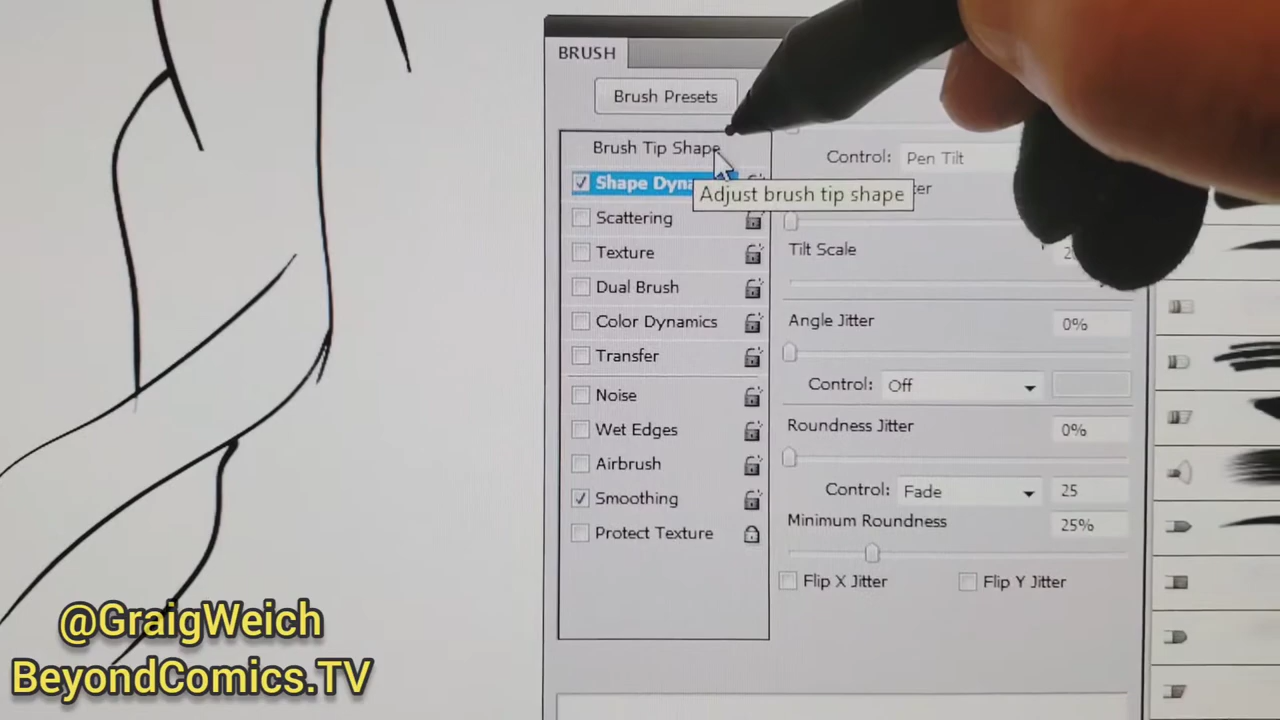 BRUSH
Brush Presets
Brush Tip Shape
Control: Pen Tilt
Shape
Adjust brush tip shape
Scattering
Tilt Scale
Texture
Dual Brush
Color Dynamics
Angle Jitter 0%
Transfer
Control: Off
Noise
Roundness Jitter 0%
Wet Edges
Airbrush
Control: Fade 25
Smoothing
Minimum Roundness 25%
Protect Texture
Flip X Jitter Flip Y Jitter
@GraigWeich
BeyondComics.TV